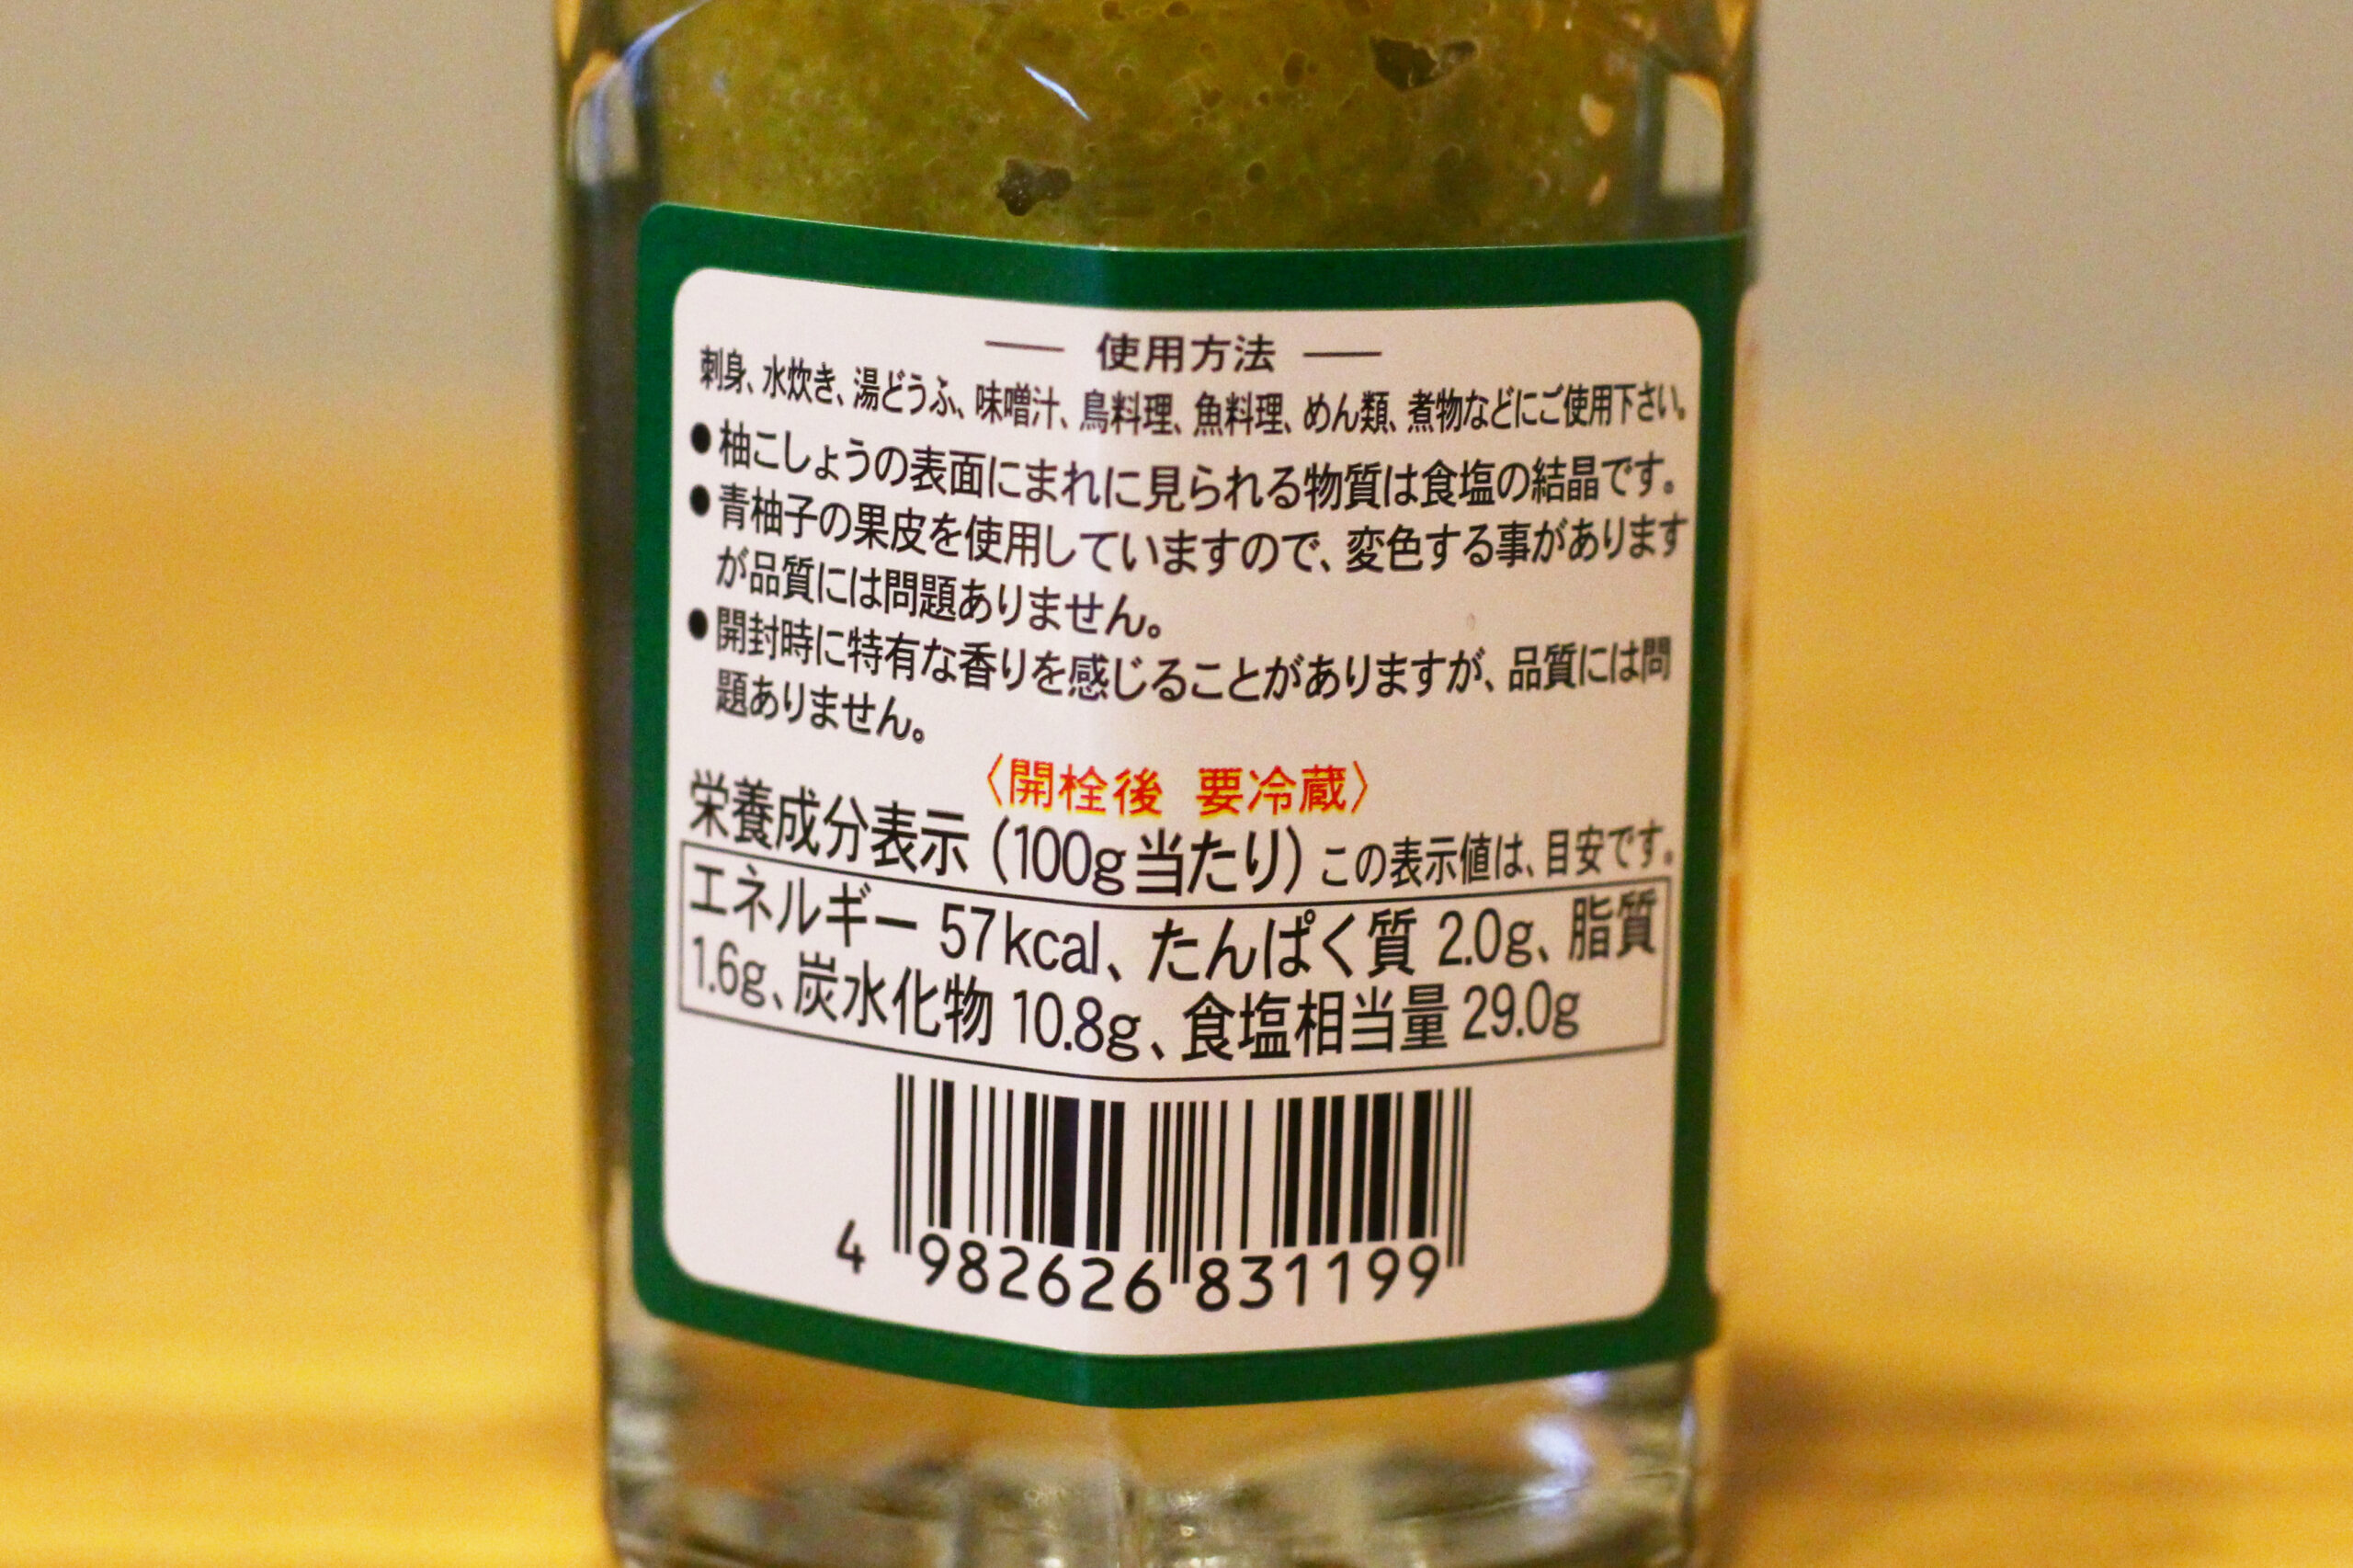 使用方法
刺身、水炊き、湯どうふ、味噌汁、鳥料理、魚料理、めん類、煮物などにご使用下さい。
●柚こしょうの表面にまれに見られる物質は食塩の結晶です。
●青柚子の果皮を使用していますので、変色する事があります
が品質には問題ありません。
●開封時に特有な香りを感じることがありますが、品質には問
題ありません。
〈開栓後 要冷蔵〉
栄養成分表示(100g当たり)この表示値は、目安です。
エネルギー 57kcal、たんぱく質 2.0g、脂質
1.6g、炭水化物 10.8g、食塩相当量 29.0g
4 982626 831199